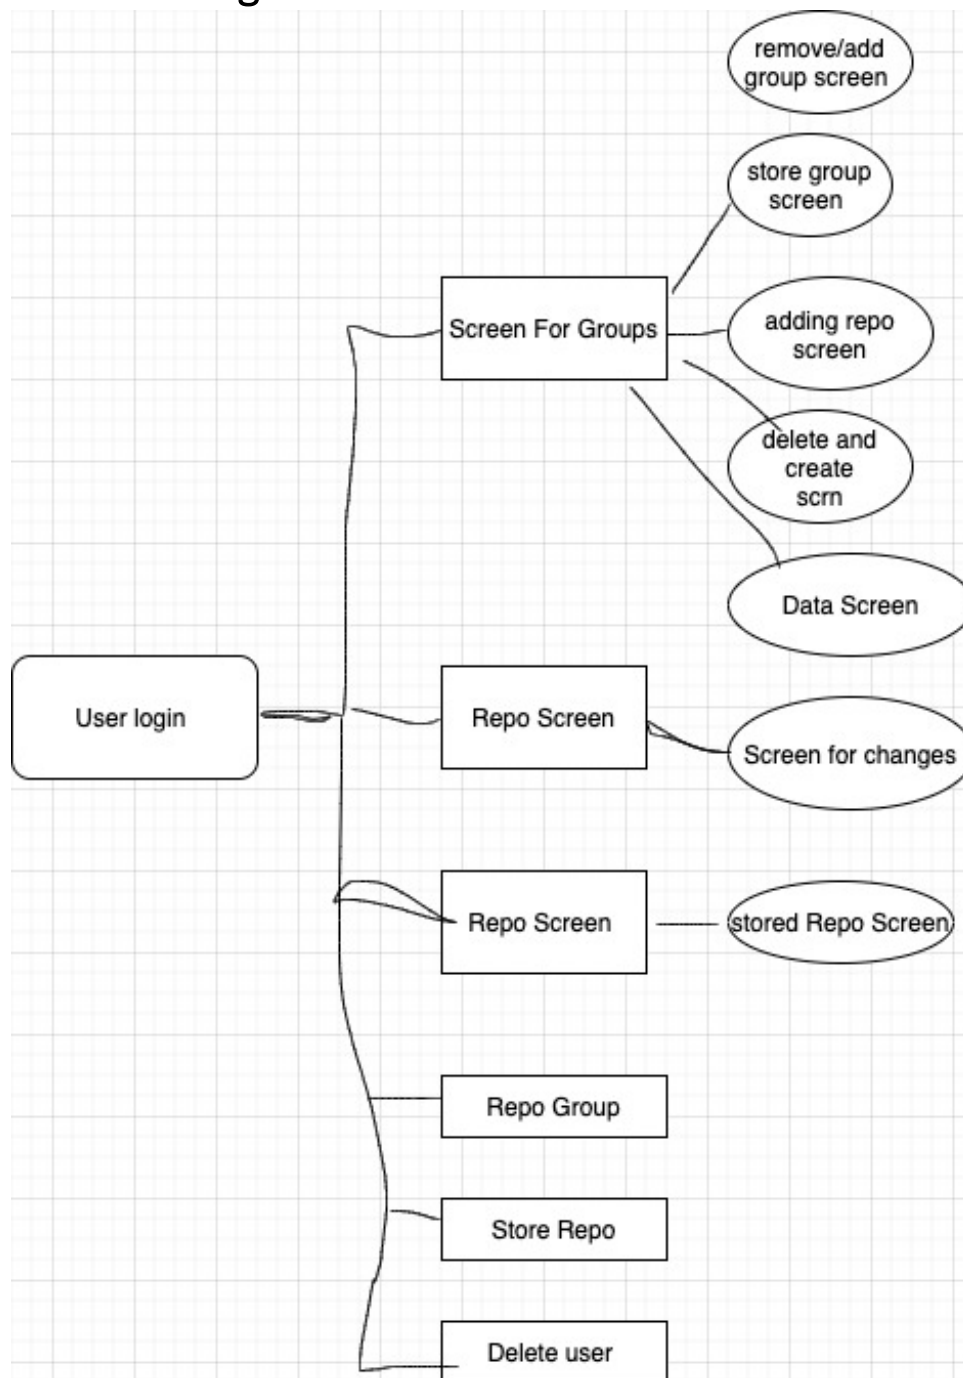 remove/add
group screen
store group
screen
Screen For Groups
adding repo
screen
delete and
create
scrn
Data Screen
User login
Repo Screen
Screen for changes
Repo Screen
stored Repo Screen
Repo Group
Store Repo
Delete user